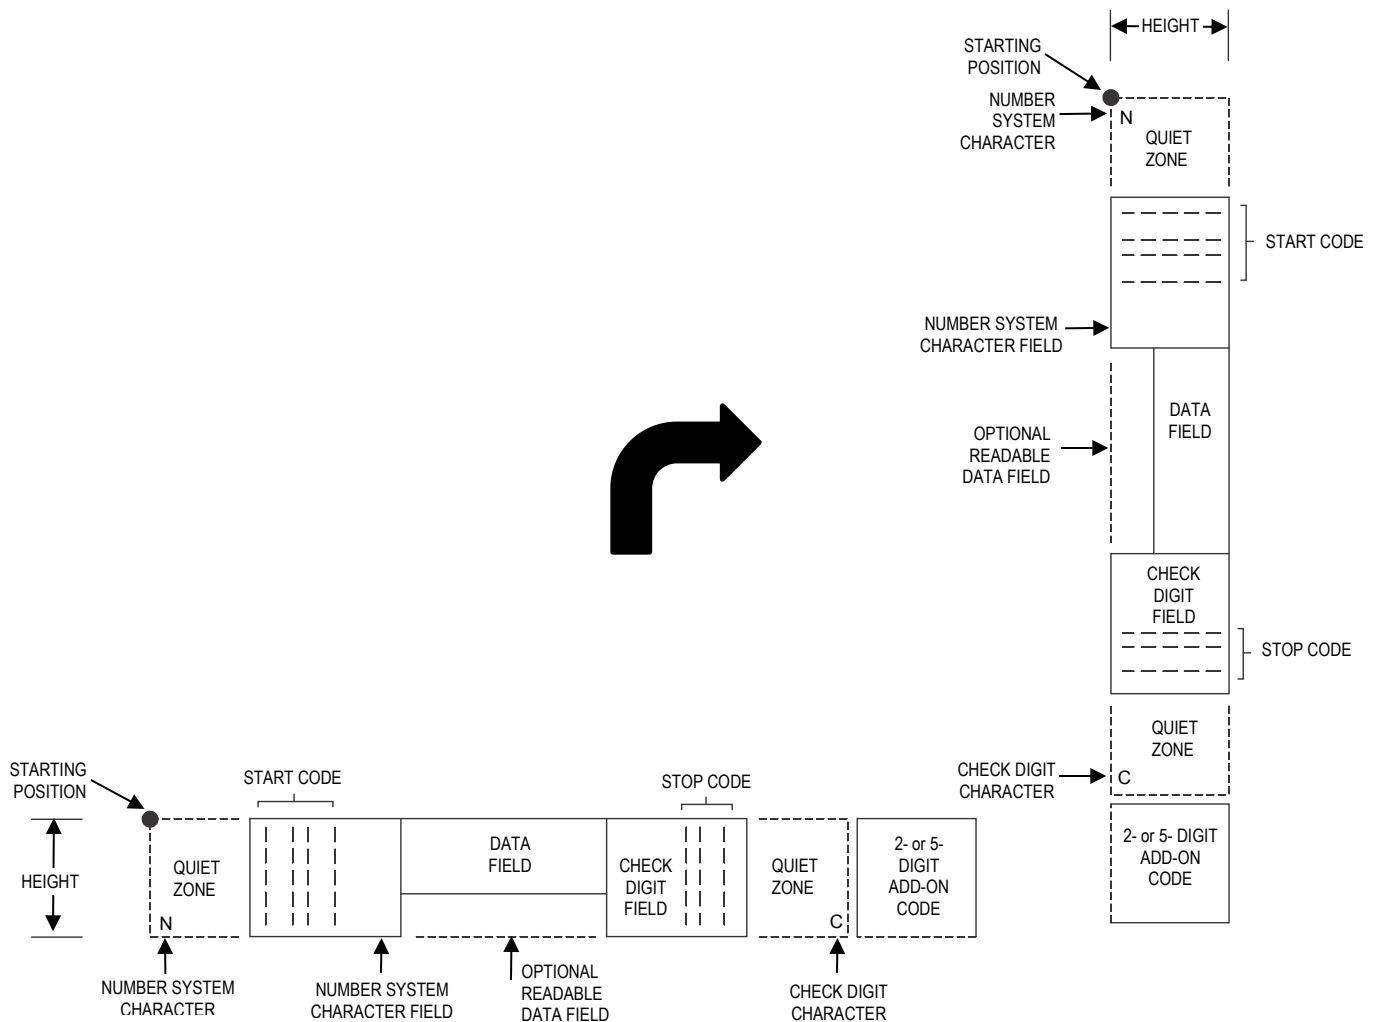 HEIGHT
STARTING
POSITION
NUMBER
SYSTEM
CHARACTER
N
QUIET
ZONE
START CODE
NUMBER SYSTEM
CHARACTER FIELD
DATA
FIELD
OPTIONAL
READABLE
DATA FIELD
CHECK
DIGIT
FIELD
STOP CODE
QUIET
ZONE
CHECK DIGIT
CHARACTER
C
2- or 5- DIGIT
ADD-ON
CODE
STARTING
POSITION
START CODE
STOP CODE
HEIGHT
QUIET
ZONE
N
DATA
FIELD
CHECK
DIGIT
FIELD
QUIET
ZONE
C
2- or 5-
DIGIT
ADD-ON
CODE
NUMBER SYSTEM
CHARACTER
NUMBER SYSTEM
CHARACTER FIELD
OPTIONAL
READABLE
DATA FIELD
CHECK DIGIT
CHARACTER